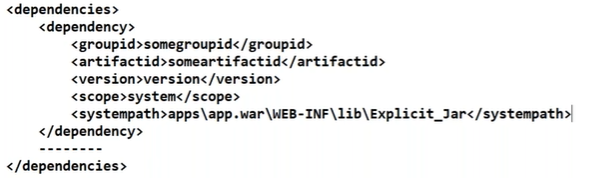 <dependencies>
<dependency>
<groupid>somegroupid</groupid>
<artifactid>someartifactid</artifactid>
<version>version</version>
<scope>system</scope>
<systempath>apps\app.war\WEB-INF\lib\Explicit_Jar</systempath>
</dependency>
--------
</dependencies>